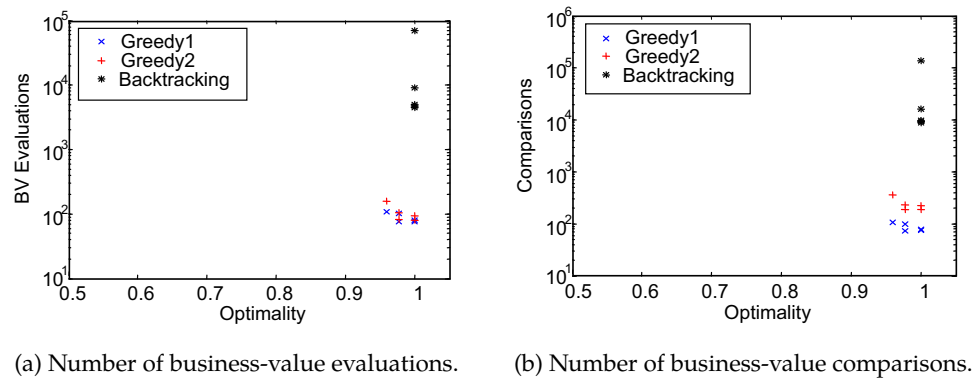 10^5
10^4
10^3
10^2
10^1
BV Evaluations
Greedy1
Greedy2
Backtracking
0.5 0.6 0.7 0.8 0.9 1
Optimality
(a) Number of business-value evaluations.
10^6
10^5
10^4
10^3
10^2
10^1
Comparisons
Greedy1
Greedy2
Backtracking
0.5 0.6 0.7 0.8 0.9 1
Optimality
(b) Number of business-value comparisons.